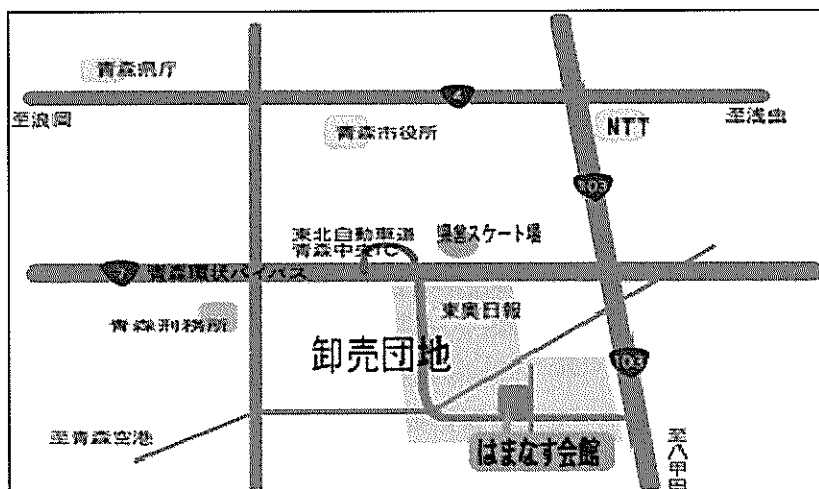 青森県庁
4
至浪岡
青森市役所
NTT
至浅虫
103
東北自動車道
青森中央IC
県営スケート場
7
青森環状バイパス
青森刑務所
東奥日報
卸売団地
103
至青森空港
はまなす会館
至八甲田